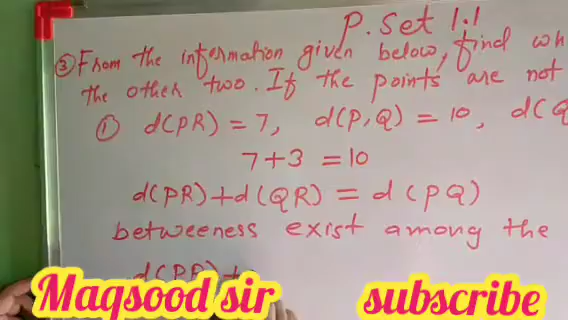 P. Set 1.1
③ From the information given below, find wh
the other two. If the points are not
① d(PR) = 7, d(P,Q) = 10, d(Q
7+3 = 10
d(PR)+d(QR) = d(PQ)
betweeness exist among the
d(PR)+
Maqsood sir subscribe